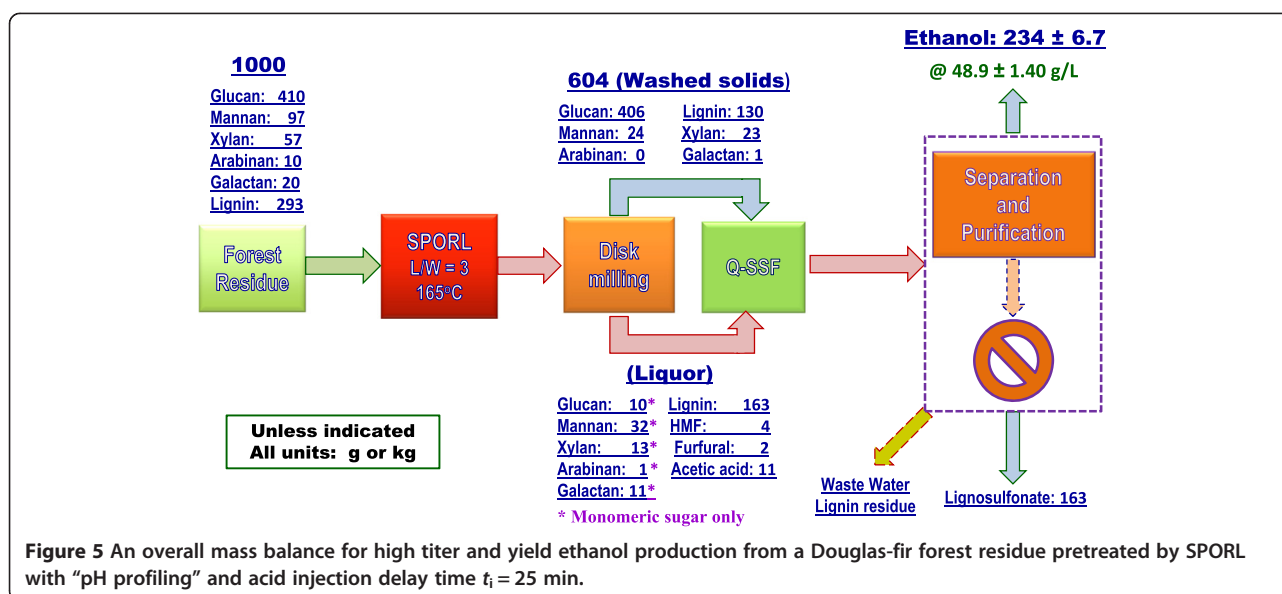 1000
Glucan: 410
Mannan: 97
Xylan: 57
Arabinan: 10
Galactan: 20
Lignin: 293
Forest
Residue
SPORL
L/W = 3
165°C
604 (Washed solids)
Glucan: 406 Lignin: 130
Mannan: 24 Xylan: 23
Arabinan: 0 Galactan: 1
Disk
milling
Q-SSF
(Liquor)
Glucan: 10* Lignin: 163
Mannan: 32* HMF: 4
Xylan: 13* Furfural: 2
Arabinan: 1* Acetic acid: 11
Galactan: 11*
* Monomeric sugar only
Ethanol: 234 ± 6.7
@ 48.9 ± 1.40 g/L
Separation
and
Purification
Waste Water
Lignin residue
Lignosulfonate: 163
Unless indicated
All units: g or kg
Figure 5 An overall mass balance for high titer and yield ethanol production from a Douglas-fir forest residue pretreated by SPORL
with “pH profiling” and acid injection delay time ti = 25 min.